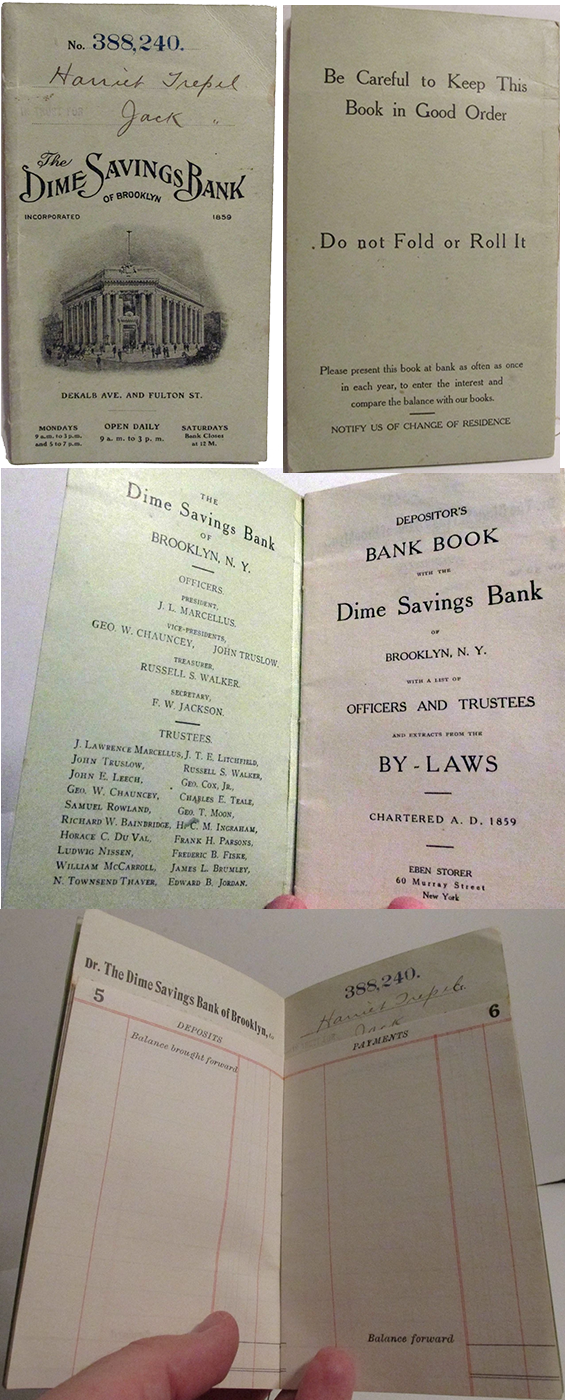 No. 388,240.
Harriet Trepel
Jack "
The
DIME SAVINGS BANK
OF BROOKLYN
INCORPORATED 1859
DEKALB AVE. AND FULTON ST.
MONDAYS
9 a.m. to 3 p.m.
and 5 to 7 p.m.
OPEN DAILY
9 a. m. to 3 p. m.
SATURDAYS
Bank Closes
at 12 M.
Be Careful to Keep This
Book in Good Order
Do not Fold or Roll It
Please present this book at bank as often as once
in each year, to enter the interest and
compare the balance with our books.
NOTIFY US OF CHANGE OF RESIDENCE
THE
Dime Savings Bank
OF
BROOKLYN, N. Y.
OFFICERS.
PRESIDENT,
J. L. MARCELLUS.
VICE-PRESIDENTS,
GEO. W. CHAUNCEY, JOHN TRUSLOW.
TREASURER,
RUSSELL S. WALKER.
SECRETARY,
F. W. JACKSON.
TRUSTEES.
J. LAWRENCE MARCELLUS, J. T. E. LITCHFIELD,
JOHN TRUSLOW, RUSSELL S. WALKER,
JOHN E. LEECH, GEO. COX, JR.,
GEO. W. CHAUNCEY, CHARLES E. TEALE,
SAMUEL ROWLAND, GEO. T. MOON,
RICHARD W. BAINBRIDGE, H. C. M. INGRAHAM,
HORACE C. DU VAL, FRANK H. PARSONS,
LUDWIG NISSEN, FREDERIC B. FISKE,
WILLIAM MCCARROLL, JAMES L. BRUMLEY,
N. TOWNSEND THAYER, EDWARD B. JORDAN.
DEPOSITOR'S
BANK BOOK
WITH THE
Dime Savings Bank
OF
BROOKLYN, N. Y.
WITH A LIST OF
OFFICERS AND TRUSTEES
AND EXTRACTS FROM THE
BY-LAWS
CHARTERED A. D. 1859
EBEN STORER
60 Murray Street
New York
Dr. The Dime Savings Bank of Brooklyn,
5
DEPOSITS
Balance brought forward
388,240.
Harriet Trepel
Jack
6
PAYMENTS
Balance forward